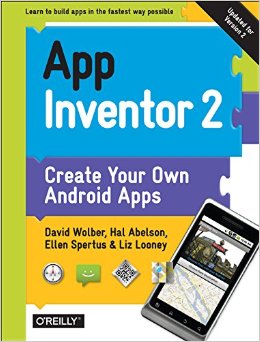 Learn to build apps in the fastest way possible
Updated for
Version 2
App
Inventor 2
Create Your Own
Android Apps
David Wolber, Hal Abelson,
Ellen Spertus & Liz Looney
O'REILLY®